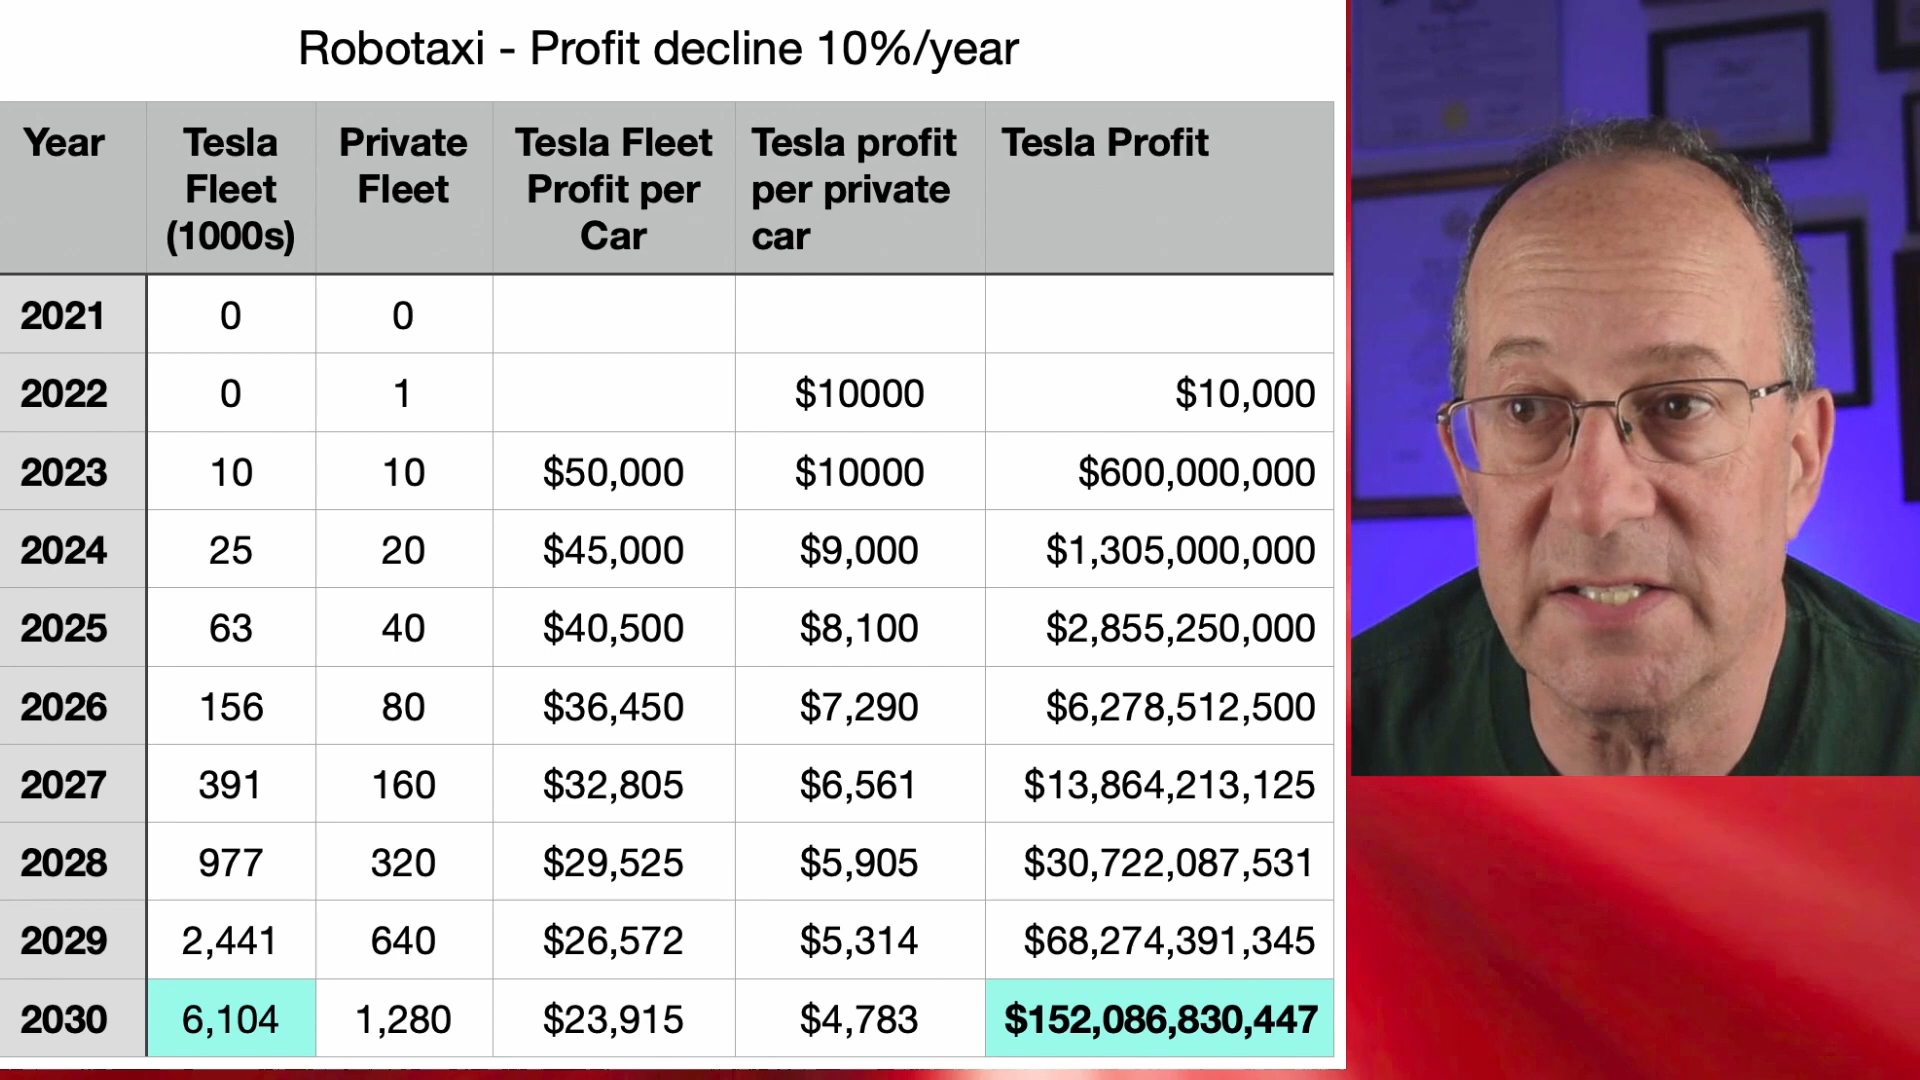 Robotaxi - Profit decline 10%/year
Year Tesla Fleet (1000s) Private Fleet Tesla Fleet Profit per Car Tesla profit per private car Tesla Profit
2021 0 0
2022 0 1 $10000 $10,000
2023 10 10 $50,000 $10000 $600,000,000
2024 25 20 $45,000 $9,000 $1,305,000,000
2025 63 40 $40,500 $8,100 $2,855,250,000
2026 156 80 $36,450 $7,290 $6,278,512,500
2027 391 160 $32,805 $6,561 $13,864,213,125
2028 977 320 $29,525 $5,905 $30,722,087,531
2029 2,441 640 $26,572 $5,314 $68,274,391,345
2030 6,104 1,280 $23,915 $4,783 $152,086,830,447